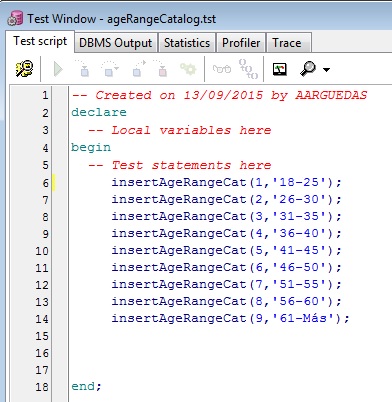 Test Window - ageRangeCatalog.tst
Test script DBMS Output Statistics Profiler Trace
1 -- Created on 13/09/2015 by AARGUEDAS
2 declare
3 -- Local variables here
4 begin
5 -- Test statements here
6 insertAgeRangeCat(1,'18-25');
7 insertAgeRangeCat(2,'26-30');
8 insertAgeRangeCat(3,'31-35');
9 insertAgeRangeCat(4,'36-40');
10 insertAgeRangeCat(5,'41-45');
11 insertAgeRangeCat(6,'46-50');
12 insertAgeRangeCat(7,'51-55');
13 insertAgeRangeCat(8,'56-60');
14 insertAgeRangeCat(9,'61-Más');
15
16
17
18 end;